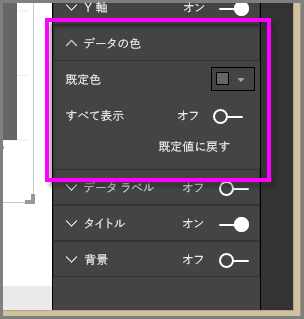 Y 軸 オン
データの色
既定色
すべて表示 オフ
既定値に戻す
データ ラベル オフ
タイトル オン
背景 オフ